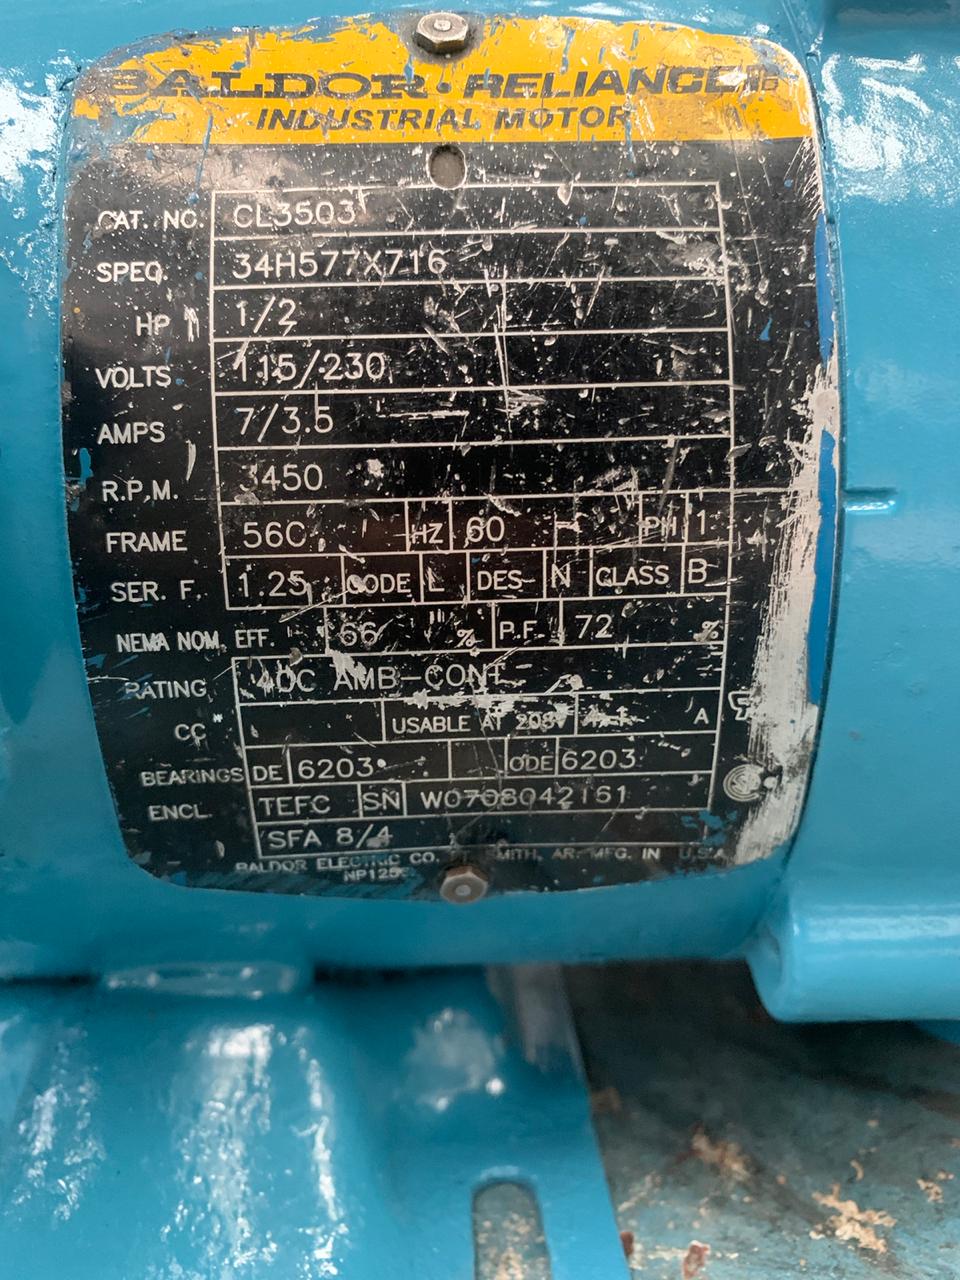 BALDOR • RELIANCE
INDUSTRIAL MOTOR
CAT. NO. CL3503
SPEC. 34H577X716
HP 1/2
VOLTS 115/230
AMPS 7/3.5
R.P.M. 3450
FRAME 56C HZ 60 PH 1
SER. F. 1.25 CODE L DES N CLASS B
NEMA NOM. EFF. 66 % P.F. 72 %
RATING 40C AMB-CONT
CC USABLE AT 208V A
BEARINGS DE 6203 ODE 6203
ENCL TEFC SN W0708042161
SFA 8/4
BALDOR ELECTRIC CO. SMITH, AR. MFG. IN U.S.A.